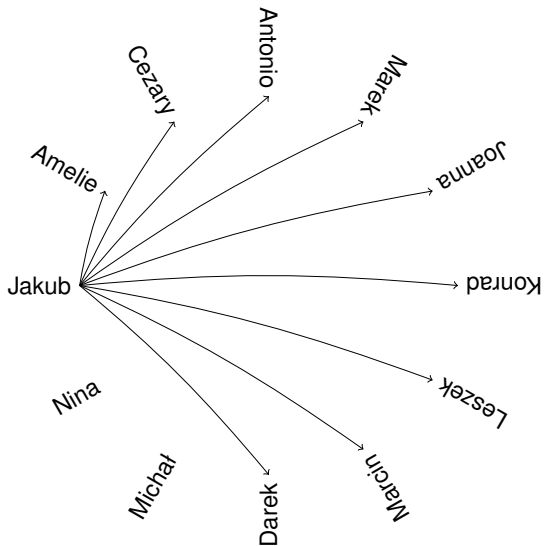 Antonio
Cezary
Marek
Amelie
Joanna
Jakub
Konrad
Nina
Leszek
Michał
Darek
Marcin